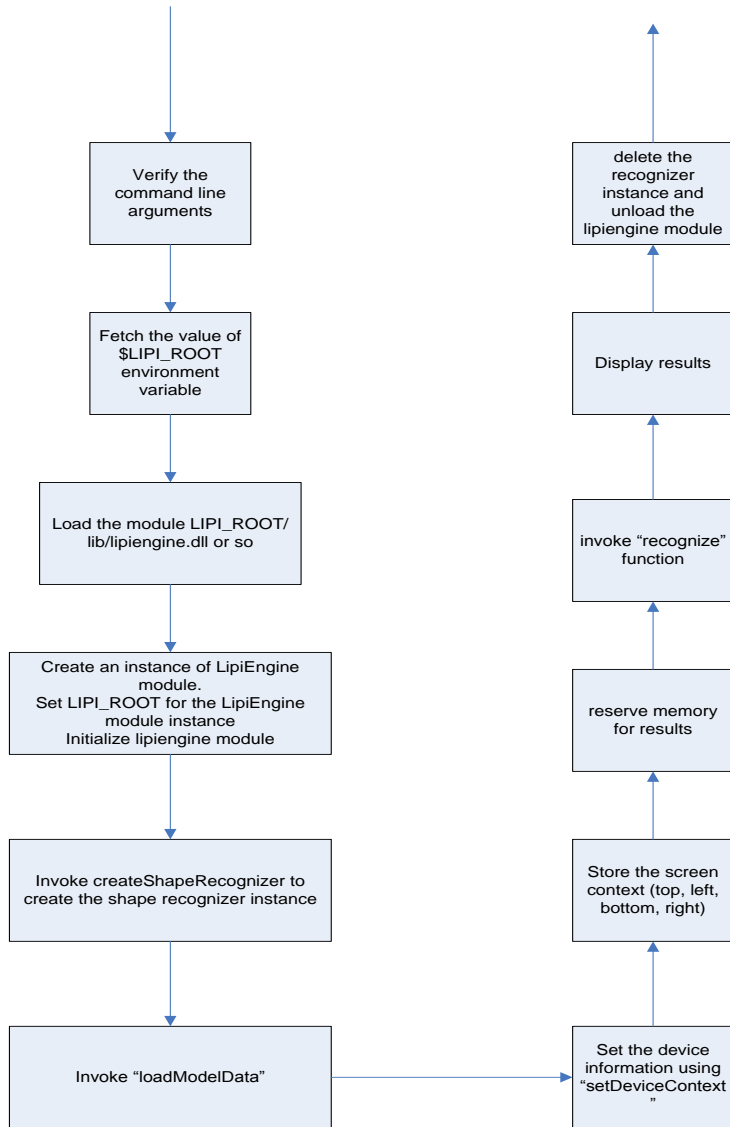 Verify the
command line
arguments
Fetch the value of
$LIPI_ROOT
environment
variable
Load the module LIPI_ROOT/
lib/lipiengine.dll or so
Create an instance of LipiEngine
module.
Set LIPI_ROOT for the LipiEngine
module instance
Initialize lipiengine module
Invoke createShapeRecognizer to
create the shape recognizer instance
Invoke “loadModelData”
Set the device
information using
“setDeviceContext
”
Store the screen
context (top, left,
bottom, right)
reserve memory
for results
invoke “recognize”
function
Display results
delete the
recognizer
instance and
unload the
lipiengine module